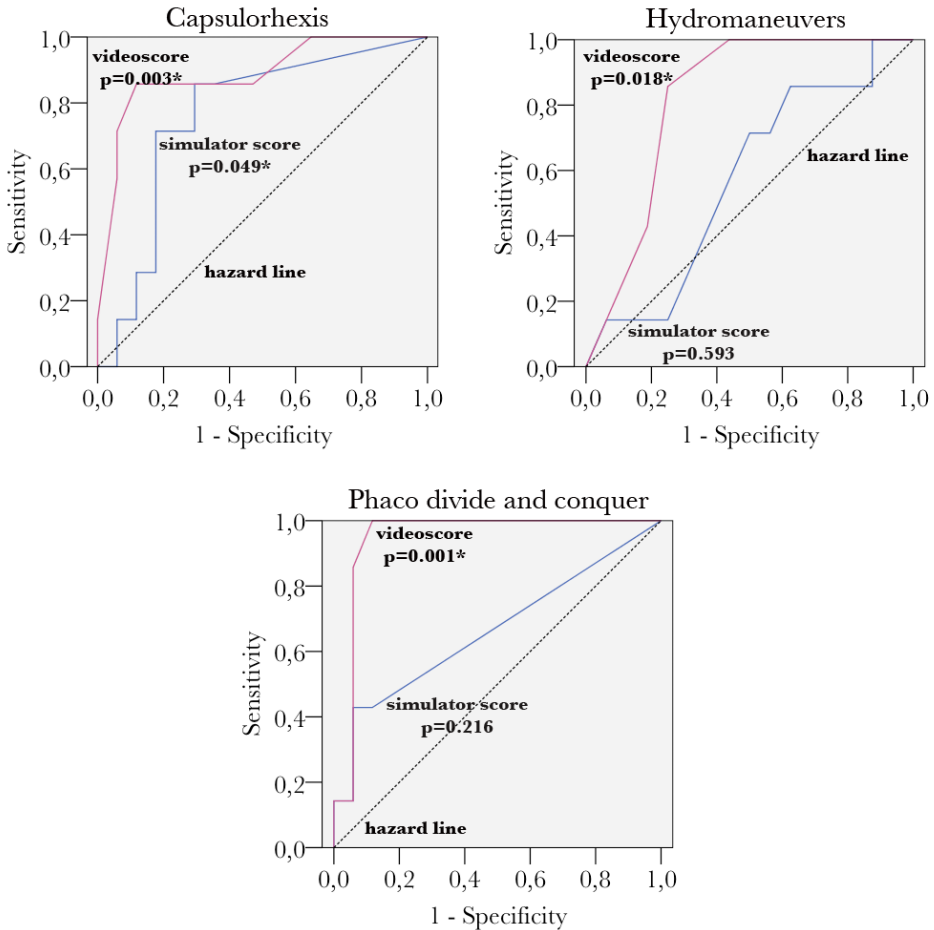 Capsulorhexis
1,0
0,8
0,6
0,4
0,2
0,0
Sensitivity
videoscore
p=0.003*
simulator score
p=0.049*
hazard line
0,0 0,2 0,4 0,6 0,8 1,0
1 - Specificity
Hydromaneuvers
1,0
0,8
0,6
0,4
0,2
0,0
Sensitivity
videoscore
p=0.018*
hazard line
simulator score
p=0.593
0,0 0,2 0,4 0,6 0,8 1,0
1 - Specificity
Phaco divide and conquer
1,0
0,8
0,6
0,4
0,2
0,0
Sensitivity
videoscore
p=0.001*
simulator score
p=0.216
hazard line
0,0 0,2 0,4 0,6 0,8 1,0
1 - Specificity